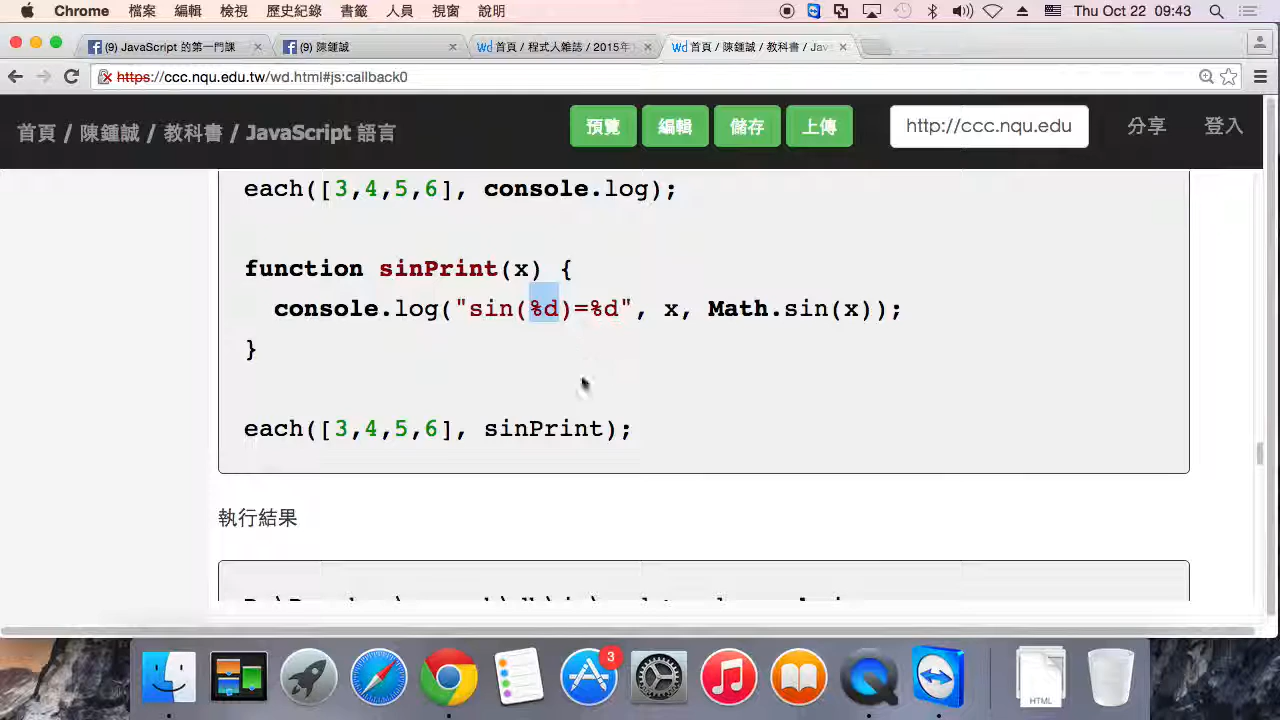 Chrome 檔案 編輯 檢視 歷史紀錄 書籤 人員 視窗 說明 Thu Oct 22 09:43
(9) JavaScript 的第一門課 (9) 陳鍾誠 Wd 首頁 / 程式人雜誌 / 2015年 Wd 首頁 / 陳鍾誠 / 教科書 / Jav
https://ccc.nqu.edu.tw/wd.html#js:callback0
首頁 / 陳鍾誠 / 教科書 / JavaScript 語言 預覽 編輯 儲存 上傳 http://ccc.nqu.edu 分享 登入
each([3,4,5,6], console.log);
function sinPrint(x) {
console.log("sin(%d)=%d", x, Math.sin(x));
}
each([3,4,5,6], sinPrint);
執行結果
3
HTML